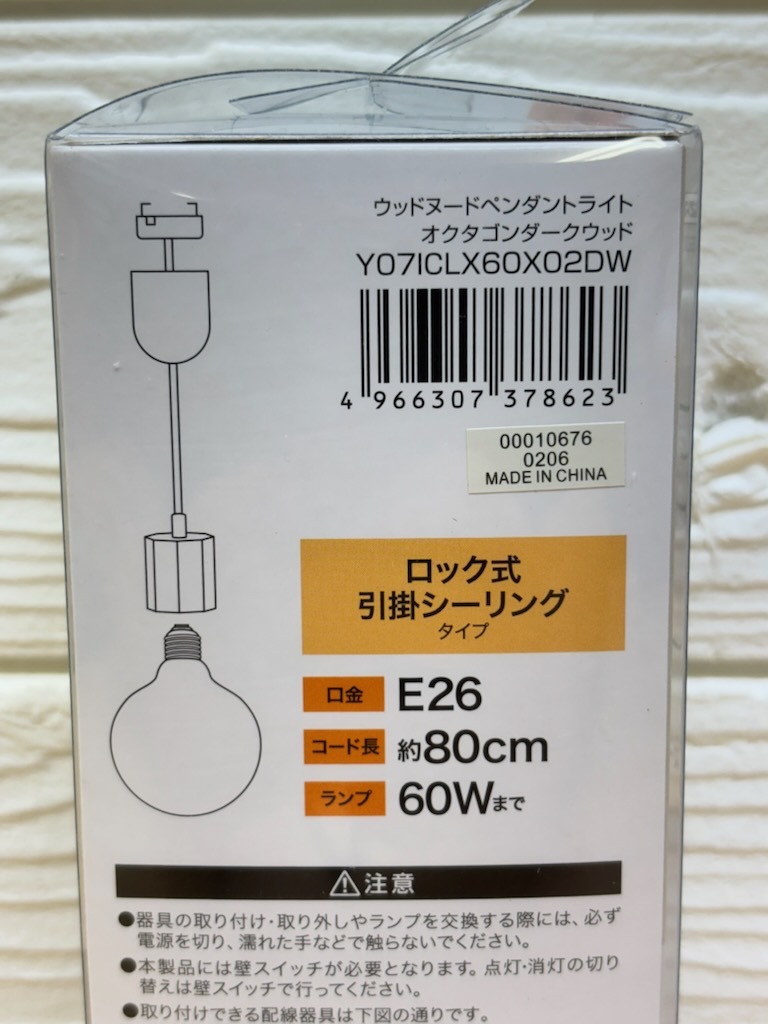 ウッドヌードペンダントライト
オクタゴンダークウッド
Y07ICLX60X02DW
4 966307 378623
00010676
0206
MADE IN CHINA
ロック式
引掛シーリング
タイプ
口金 E26
コード長 約80cm
ランプ 60Wまで
⚠注意
●器具の取り付け・取り外しやランプを交換する際には、必ず
電源を切り、濡れた手などで触らないでください。
●本製品には壁スイッチが必要となります。点灯・消灯の切り
替えは壁スイッチで行ってください。
●取り付けできる配線器具は下図の通りです。